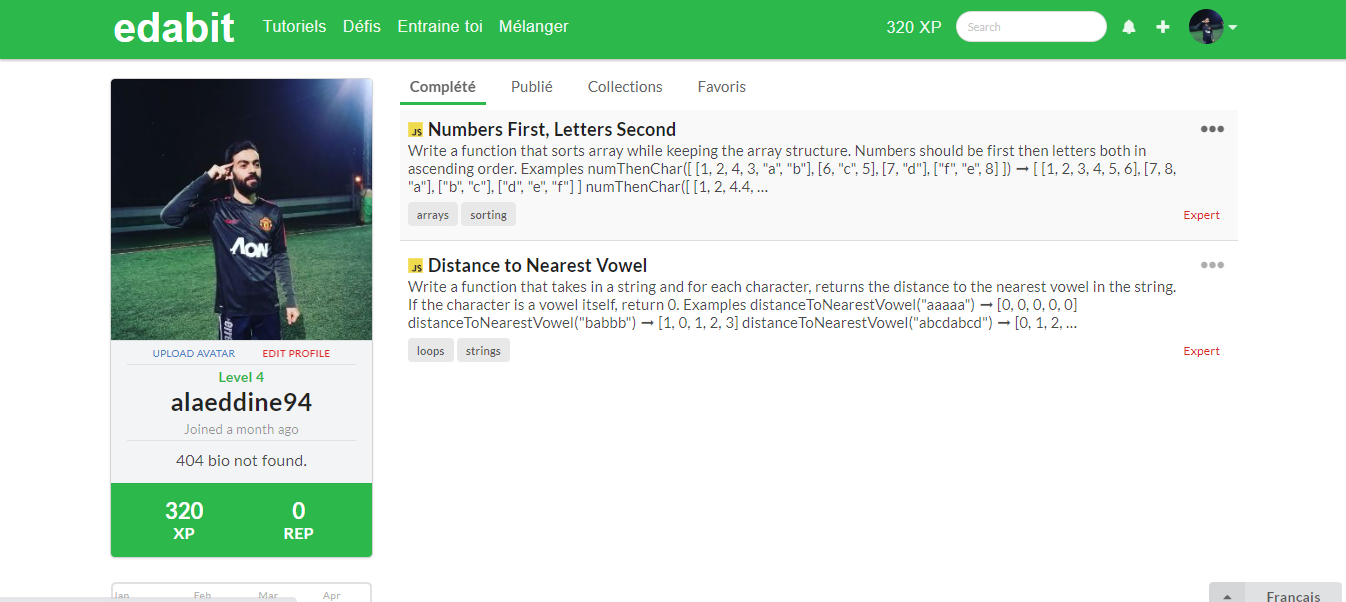 edabit
Tutoriels Défis Entraine toi Mélanger
320 XP Search
Complété Publié Collections Favoris
JS Numbers First, Letters Second
Write a function that sorts array while keeping the array structure. Numbers should be first then letters both in
ascending order. Examples numThenChar([ [1, 2, 4, 3, "a", "b"], [6, "c", 5], [7, "d"], ["f", "e", 8] ]) ➞ [ [1, 2, 3, 4, 5, 6], [7, 8,
"a"], ["b", "c"], ["d", "e", "f"] ] numThenChar([ [1, 2, 4.4, …
arrays sorting
Expert
JS Distance to Nearest Vowel
Write a function that takes in a string and for each character, returns the distance to the nearest vowel in the string.
If the character is a vowel itself, return 0. Examples distanceToNearestVowel("aaaaa") ➞ [0, 0, 0, 0, 0]
distanceToNearestVowel("babbb") ➞ [1, 0, 1, 2, 3] distanceToNearestVowel("abcdabcd") ➞ [0, 1, 2, …
loops strings
Expert
AON
UPLOAD AVATAR EDIT PROFILE
Level 4
alaeddine94
Joined a month ago
404 bio not found.
320 0
XP REP
Jan Feb Mar Apr
Français